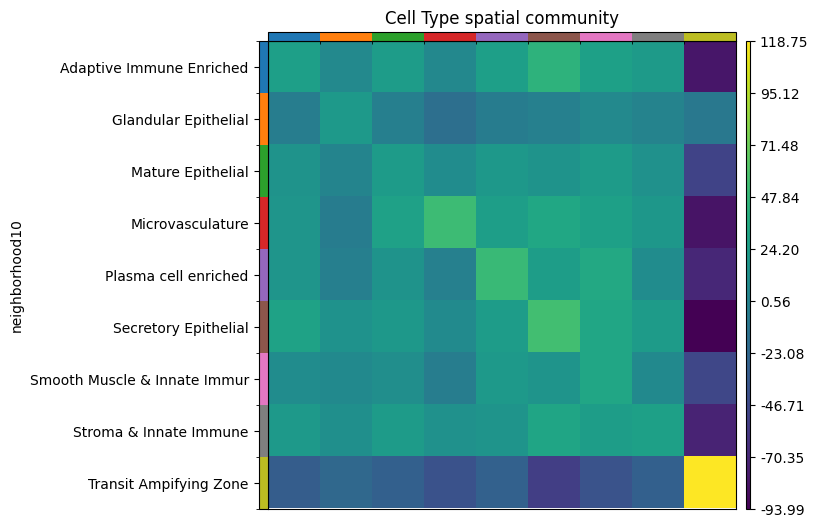 Cell Type spatial community
Adaptive Immune Enriched
Glandular Epithelial
Mature Epithelial
Microvasculature
Plasma cell enriched
Secretory Epithelial
Smooth Muscle & Innate Immur
Stroma & Innate Immune
Transit Ampifying Zone
neighborhood10
118.75
95.12
71.48
47.84
24.20
0.56
-23.08
-46.71
-70.35
-93.99